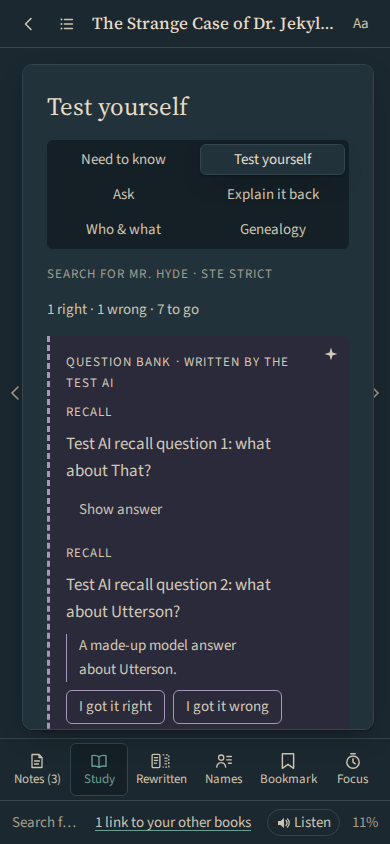 The Strange Case of Dr. Jekyl...
Aa
Test yourself
Need to know
Test yourself
Ask
Explain it back
Who & what
Genealogy
SEARCH FOR MR. HYDE · STE STRICT
1 right · 1 wrong · 7 to go
QUESTION BANK · WRITTEN BY THE
TEST AI
RECALL
Test AI recall question 1: what
about That?
Show answer
RECALL
Test AI recall question 2: what
about Utterson?
A made-up model answer
about Utterson.
I got it right
I got it wrong
Notes (3)
Study
Rewritten
Names
Bookmark
Focus
Search f...
1 link to your other books
Listen
11%